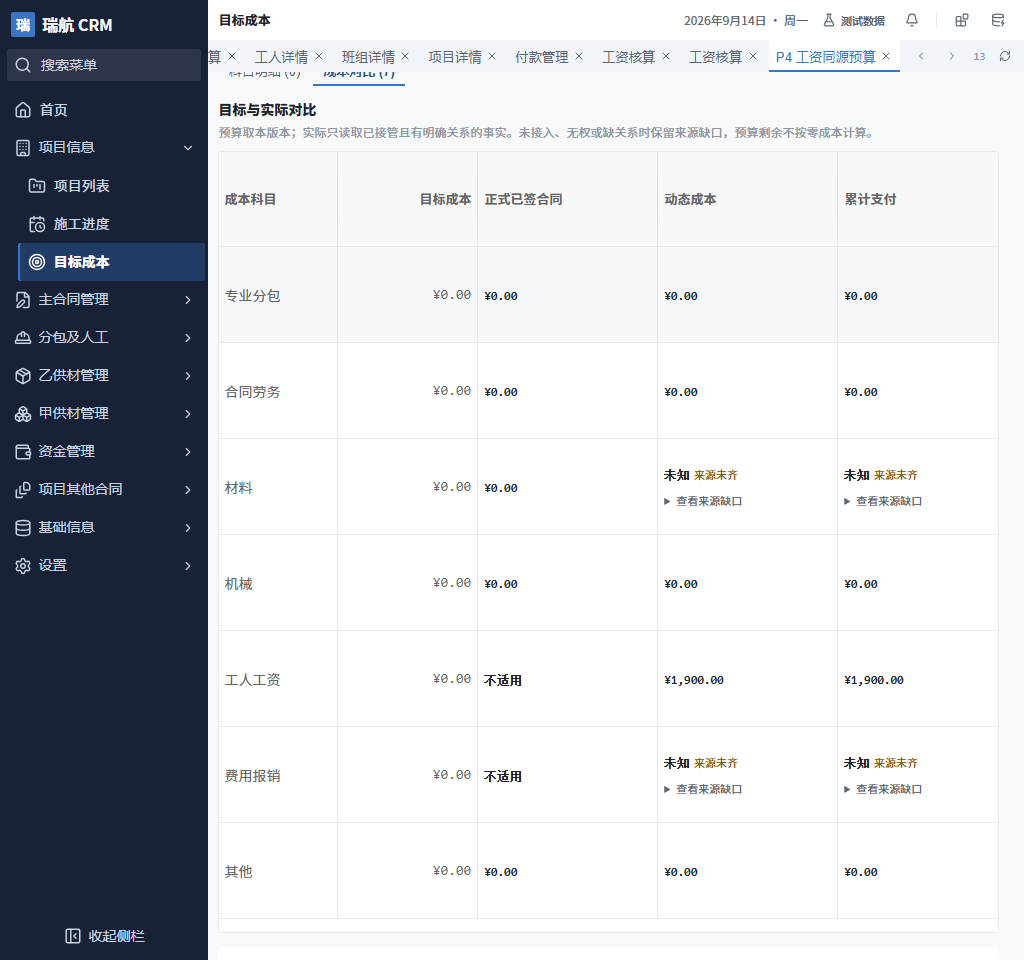 瑞 瑞航 CRM
搜索菜单
首页
项目信息
项目列表
施工进度
目标成本
主合同管理
分包及人工
乙供材管理
甲供材管理
资金管理
项目其他合同
基础信息
设置
收起侧栏
目标成本
2026年9月14日 · 周一 测试数据
算 × 工人详情 × 班组详情 × 项目详情 × 付款管理 × 工资核算 × 工资核算 × P4 工资同源预算 × 13
科目明细 (6) 成本对比 (7)
目标与实际对比
预算取本版本；实际只读取已接管且有明确关系的事实。未接入、无权或缺关系时保留来源缺口，预算剩余不按零成本计算。
成本科目 目标成本 正式已签合同 动态成本 累计支付
专业分包 ¥0.00 ¥0.00 ¥0.00 ¥0.00
合同劳务 ¥0.00 ¥0.00 ¥0.00 ¥0.00
材料 ¥0.00 ¥0.00 未知 来源未齐 未知 来源未齐
▶ 查看来源缺口 ▶ 查看来源缺口
机械 ¥0.00 ¥0.00 ¥0.00 ¥0.00
工人工资 ¥0.00 不适用 ¥1,900.00 ¥1,900.00
费用报销 ¥0.00 不适用 未知 来源未齐 未知 来源未齐
▶ 查看来源缺口 ▶ 查看来源缺口
其他 ¥0.00 ¥0.00 ¥0.00 ¥0.00